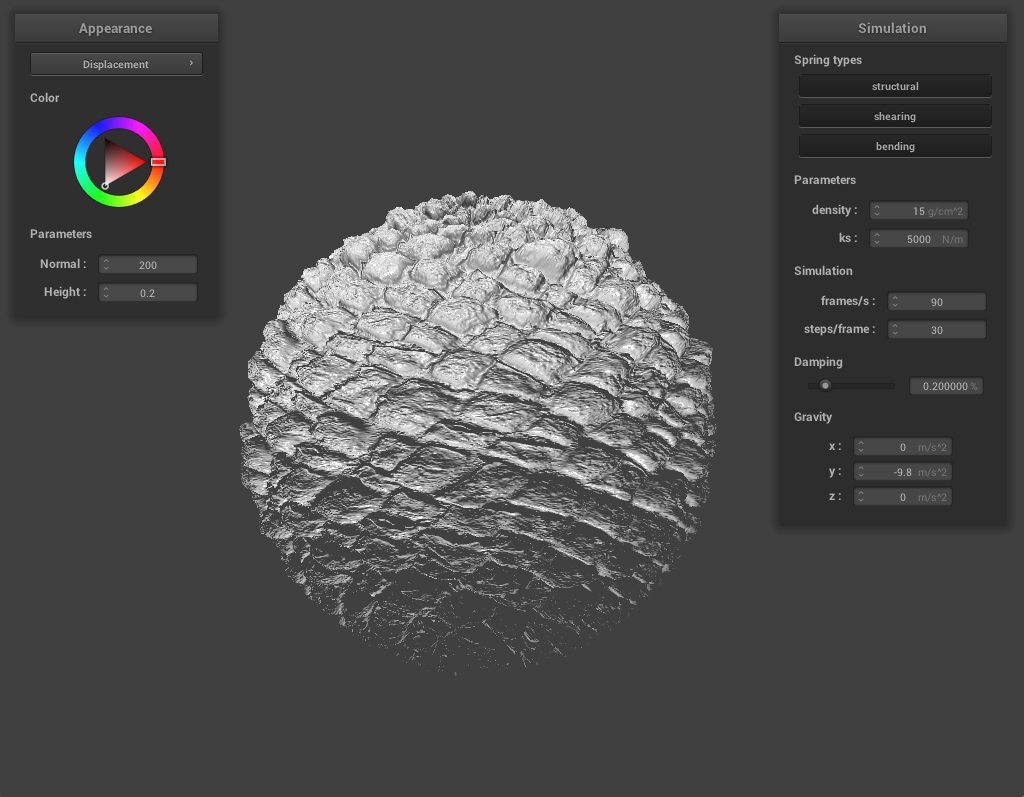 Appearance
Displacement ›
Color
Parameters
Normal : 200
Height : 0.2
Simulation
Spring types
structural
shearing
bending
Parameters
density : 15 g/cm^2
ks : 5000 N/m
Simulation
frames/s : 90
steps/frame : 30
Damping
0.200000 %
Gravity
x : 0 m/s^2
y : -9.8 m/s^2
z : 0 m/s^2